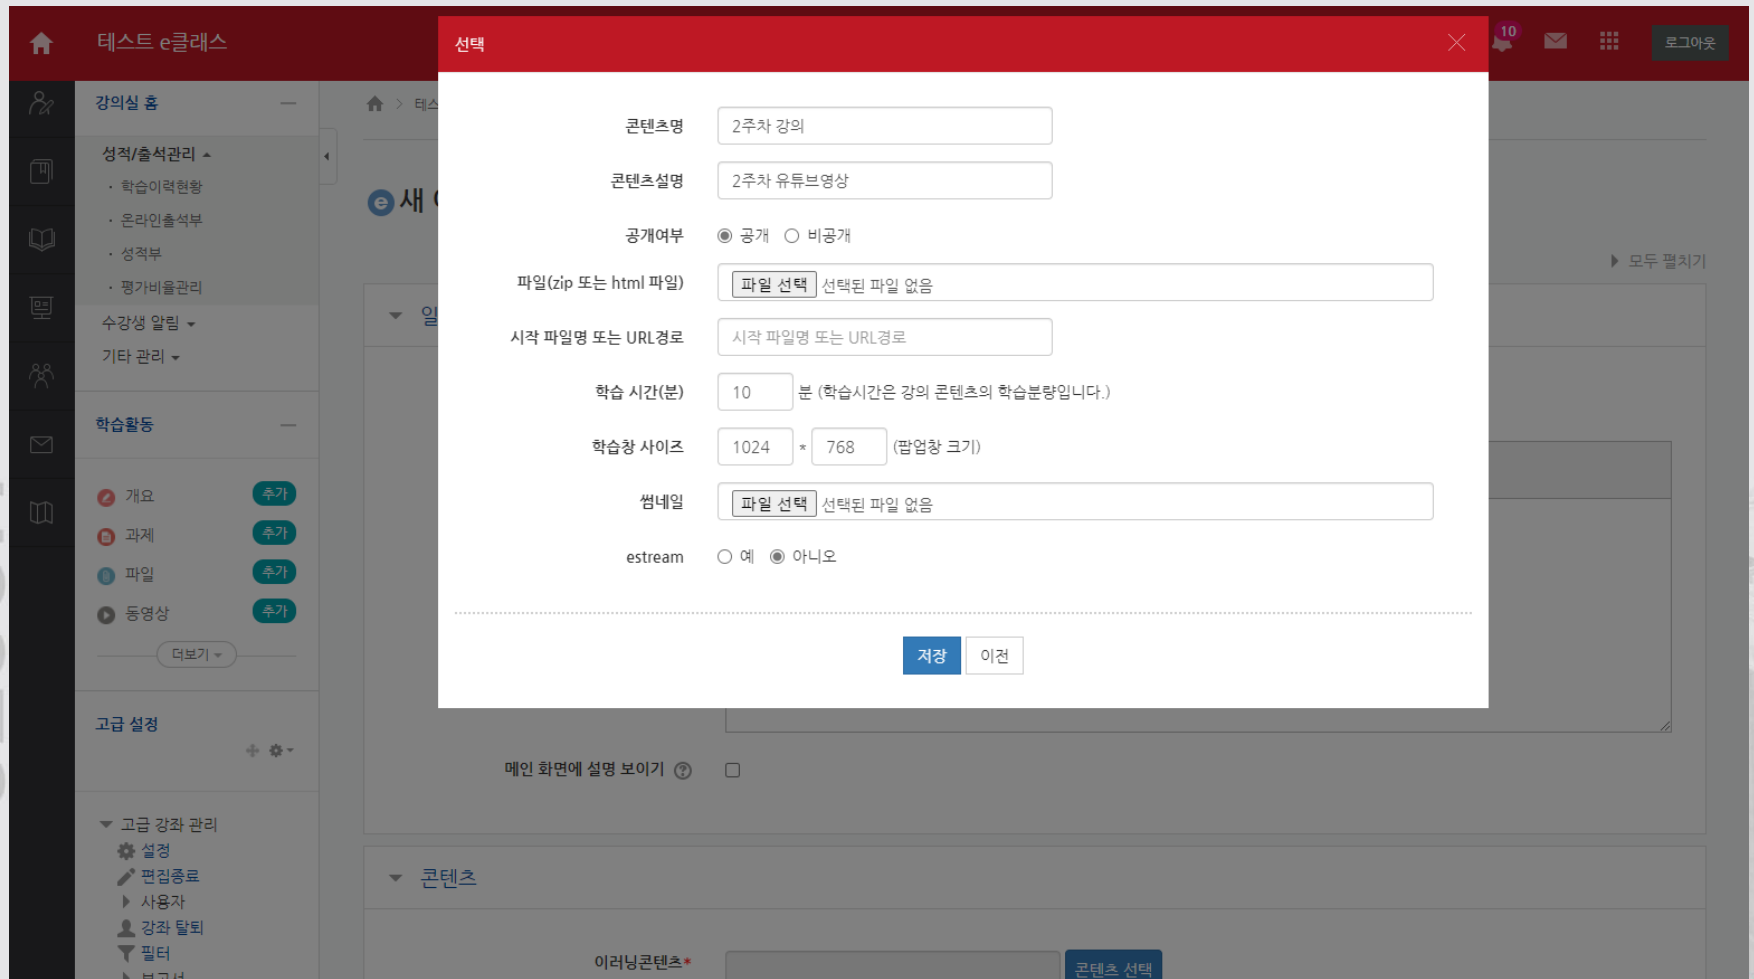 테스트 e클래스
선택
10
로그아웃
강의실 홈
성적/출석관리
· 학습이력현황
· 온라인출석부
· 성적부
· 평가비율관리
수강생 알림
기타 관리
학습활동
개요 추가
과제 추가
파일 추가
동영상 추가
더보기
고급 설정
고급 강좌 관리
설정
편집종료
사용자
강좌 탈퇴
필터
e 새
모두 펼치기
콘텐츠명 2주차 강의
콘텐츠설명 2주차 유튜브영상
공개여부 공개 비공개
파일(zip 또는 html 파일) 파일 선택 선택된 파일 없음
시작 파일명 또는 URL경로 시작 파일명 또는 URL경로
학습 시간(분) 10 분 (학습시간은 강의 콘텐츠의 학습분량입니다.)
학습창 사이즈 1024 * 768 (팝업창 크기)
썸네일 파일 선택 선택된 파일 없음
estream 예 아니오
저장 이전
메인 화면에 설명 보이기 ?
콘텐츠
이러닝콘텐츠* 콘텐츠 선택